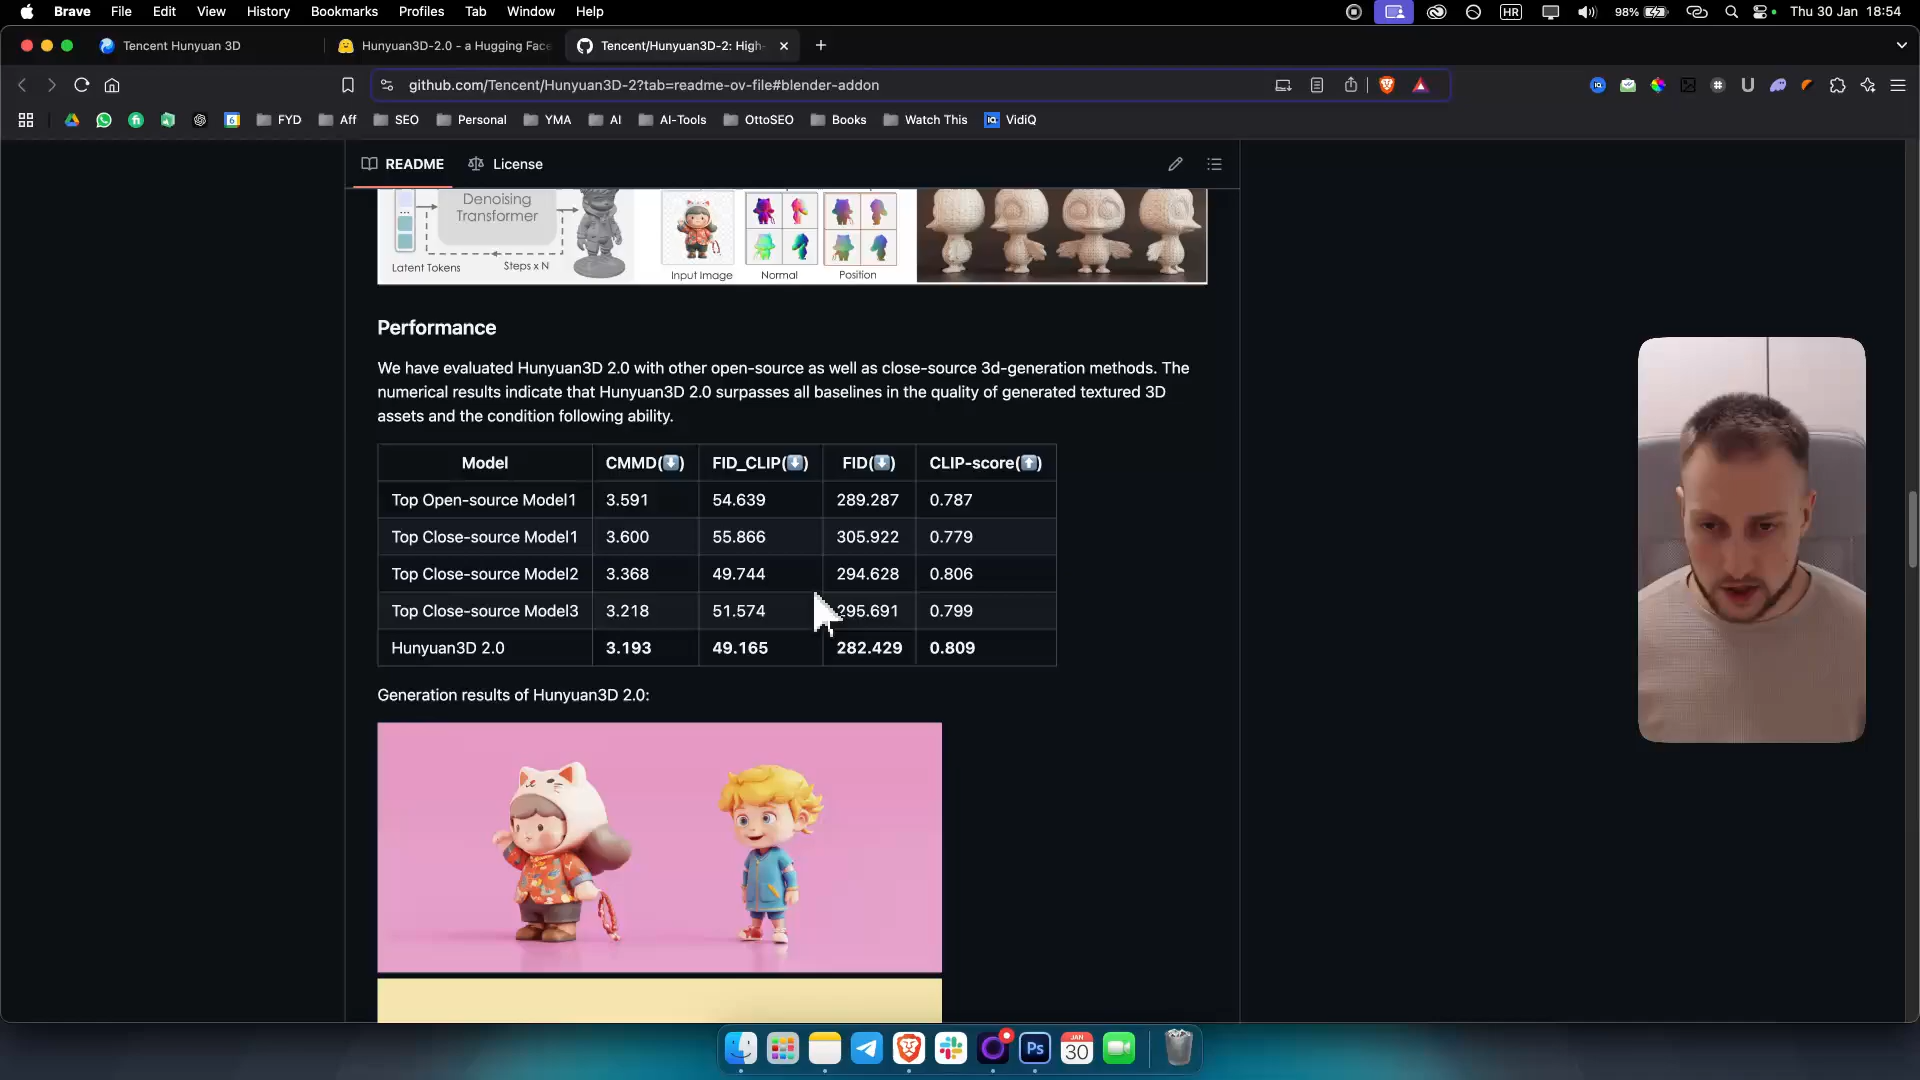 Brave File Edit View History Bookmarks Profiles Tab Window Help HR 98% Thu 30 Jan 18:54
Tencent Hunyuan 3D Hunyuan3D-2.0 - a Hugging Face Tencent/Hunyuan3D-2: High-
github.com/Tencent/Hunyuan3D-2?tab=readme-ov-file#blender-addon
FYD Aff SEO Personal YMA AI AI-Tools OttoSEO Books Watch This VidiQ
README License
Denoising
Transformer
Latent Tokens Steps x N
Input Image Normal Position
Performance
We have evaluated Hunyuan3D 2.0 with other open-source as well as close-source 3d-generation methods. The
numerical results indicate that Hunyuan3D 2.0 surpasses all baselines in the quality of generated textured 3D
assets and the condition following ability.
Model CMMD(⬇️) FID_CLIP(⬇️) FID(⬇️) CLIP-score(⬆️)
Top Open-source Model1 3.591 54.639 289.287 0.787
Top Close-source Model1 3.600 55.866 305.922 0.779
Top Close-source Model2 3.368 49.744 294.628 0.806
Top Close-source Model3 3.218 51.574 295.691 0.799
Hunyuan3D 2.0 3.193 49.165 282.429 0.809
Generation results of Hunyuan3D 2.0:
Ps JAN 30